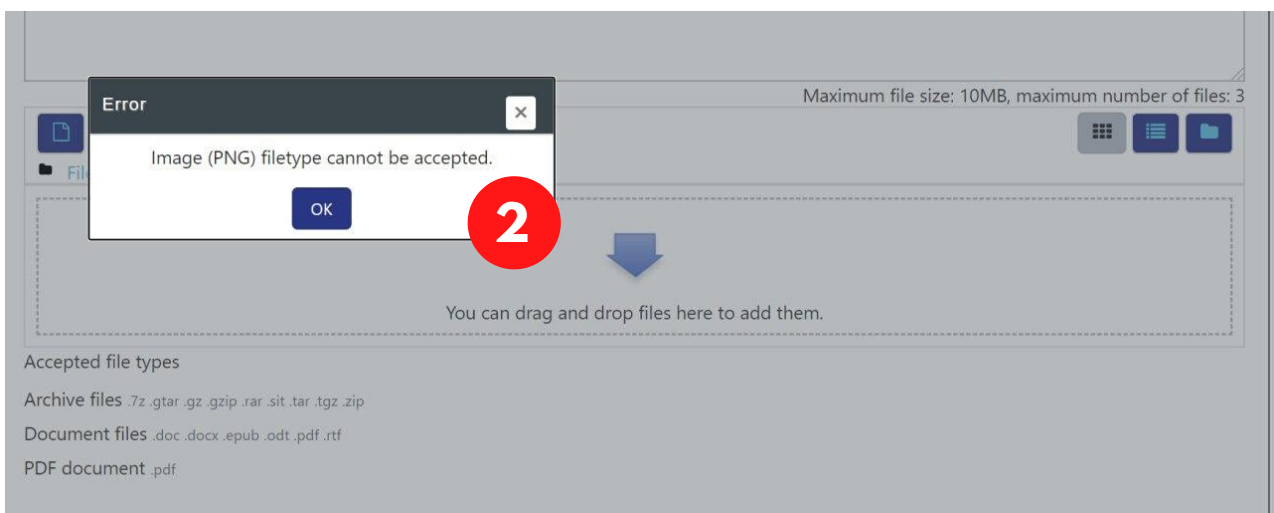 Maximum file size: 10MB, maximum number of files: 3
Error
×
Image (PNG) filetype cannot be accepted.
OK
2
You can drag and drop files here to add them.
Accepted file types
Archive files .7z .gtar .gz .gzip .rar .sit .tar .tgz .zip
Document files .doc .docx .epub .odt .pdf .rtf
PDF document .pdf